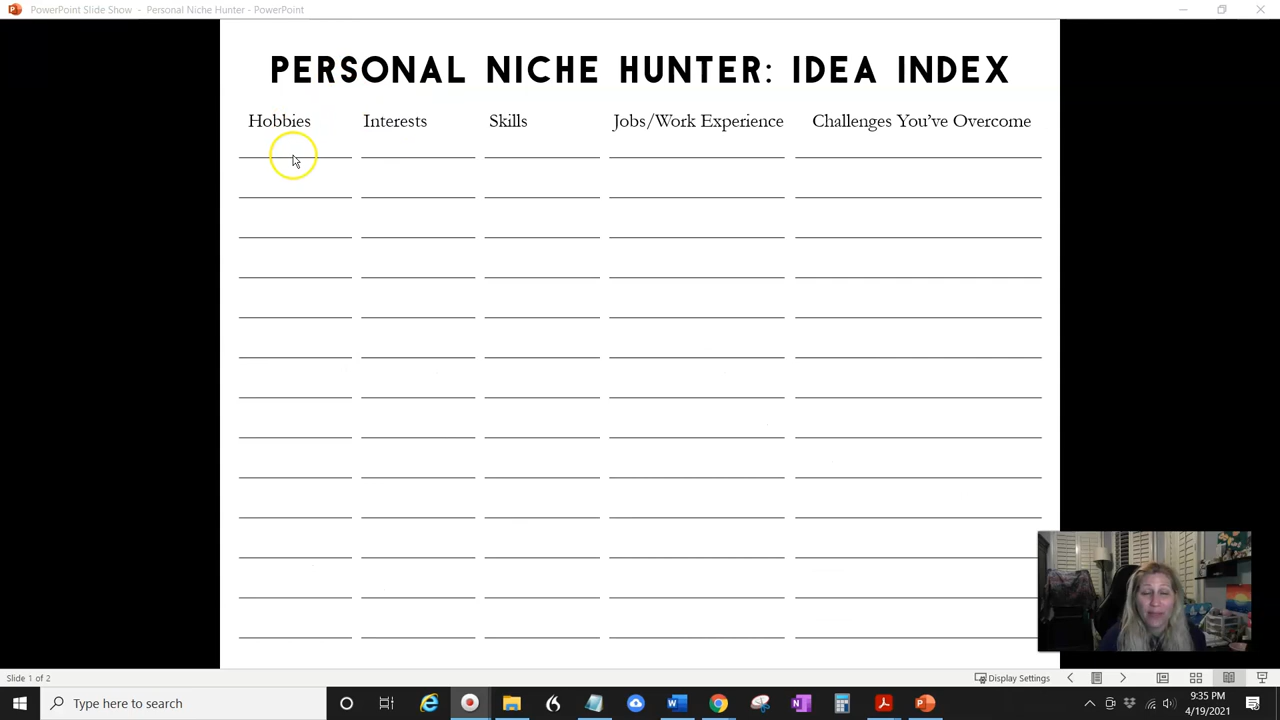 PowerPoint Slide Show - Personal Niche Hunter - PowerPoint
PERSONAL NICHE HUNTER: IDEA INDEX
Hobbies Interests Skills Jobs/Work Experience Challenges You've Overcome
Slide 1 of 2 Display Settings
Type here to search
9:35 PM
4/19/2021